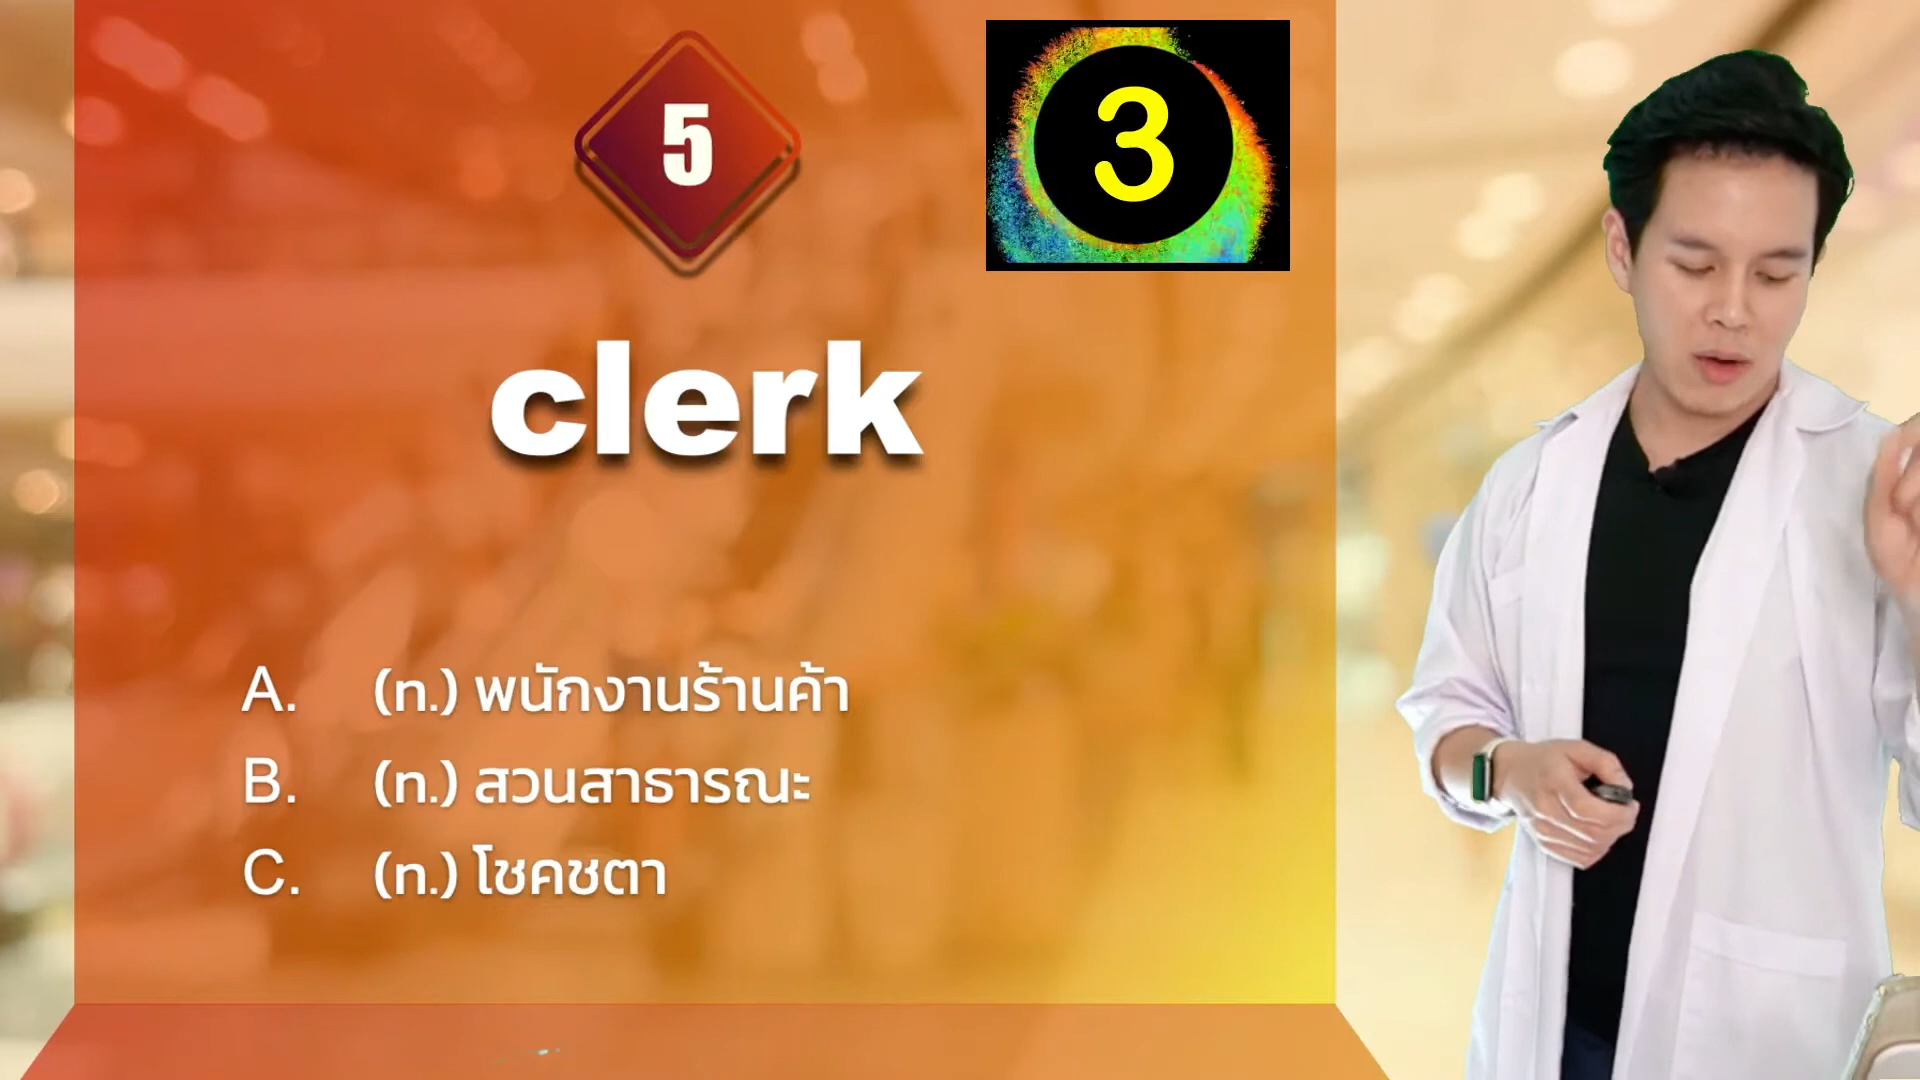 5
3
clerk
A. (n.) พนักงานร้านค้า
B. (n.) สวนสาธารณะ
C. (n.) โชคชตา